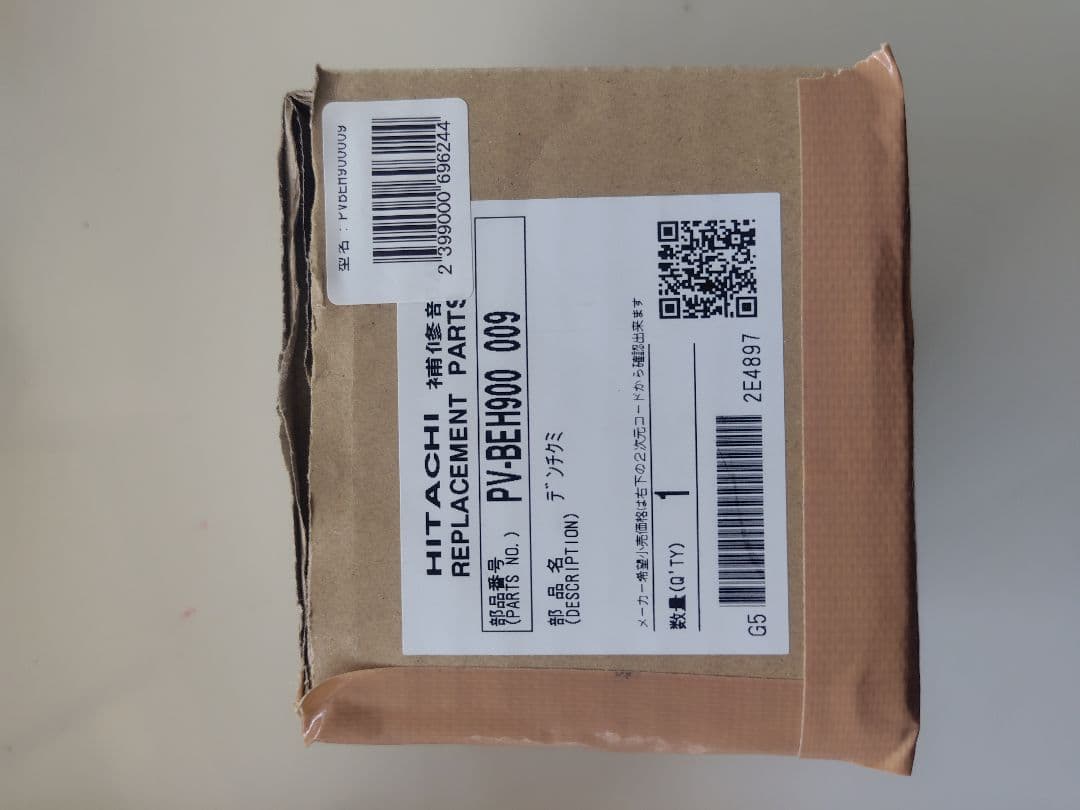 型名：PVBEH900009
2 399000 696244
HITACHI 補修
REPLACEMENT PARTS
部品番号
(PARTS NO.) PV-BEH900 009
部品名
(DESCRIPTION) デンチクミ
メーカー希望小売価格は右下の2次元コードから確認出来ます
数量(Q'TY) 1
G5 2E4897